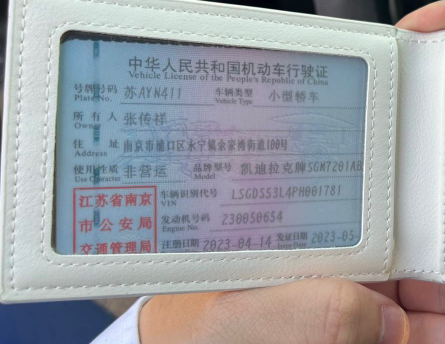 中华人民共和国机动车行驶证
Vehicle License of the People's Republic of China
号牌号码 苏AYN411 车辆类型 小型轿车
Plate No. Vehicle Type
所有人 张传祥
Owner
住址 南京市浦口区永宁镇余家湾街道100号
Address
使用性质 非营运 品牌型号 凯迪拉克牌SGM7201AB
Use Character Model
江苏省南京 车辆识别代号 LSGDS53L4PH001781
VIN
市公安局 发动机号码 230050654
Engine No.
交通管理局 注册日期 2023-04-14 发证日期 2023-05-
Issue Date